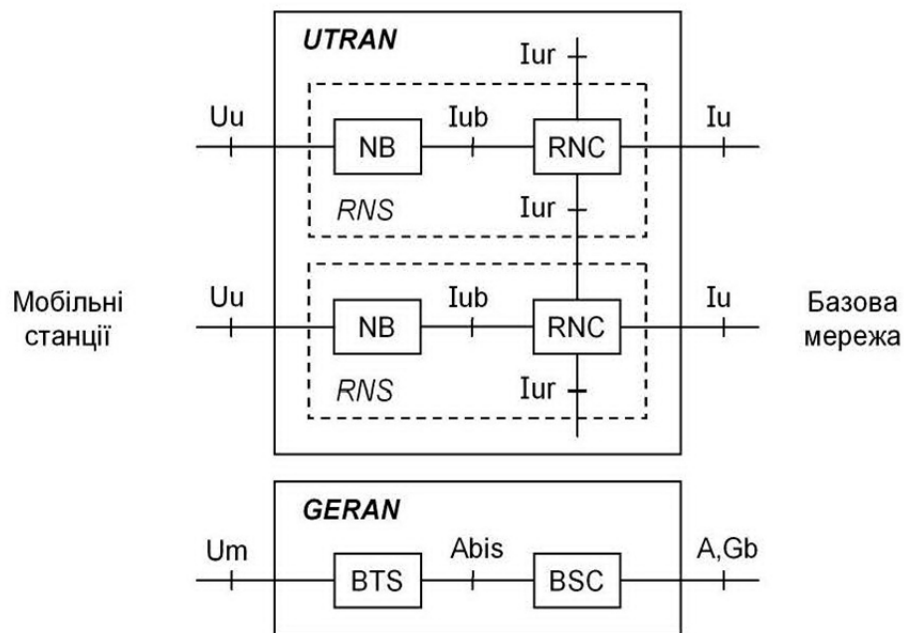 UTRAN
Iur
Uu
Iub
Iu
NB
RNC
RNS
Iur
Мобільні
станції
Uu
Iub
Iu
NB
RNC
Базова
мережа
RNS
Iur
GERAN
Um
Abis
A,Gb
BTS
BSC